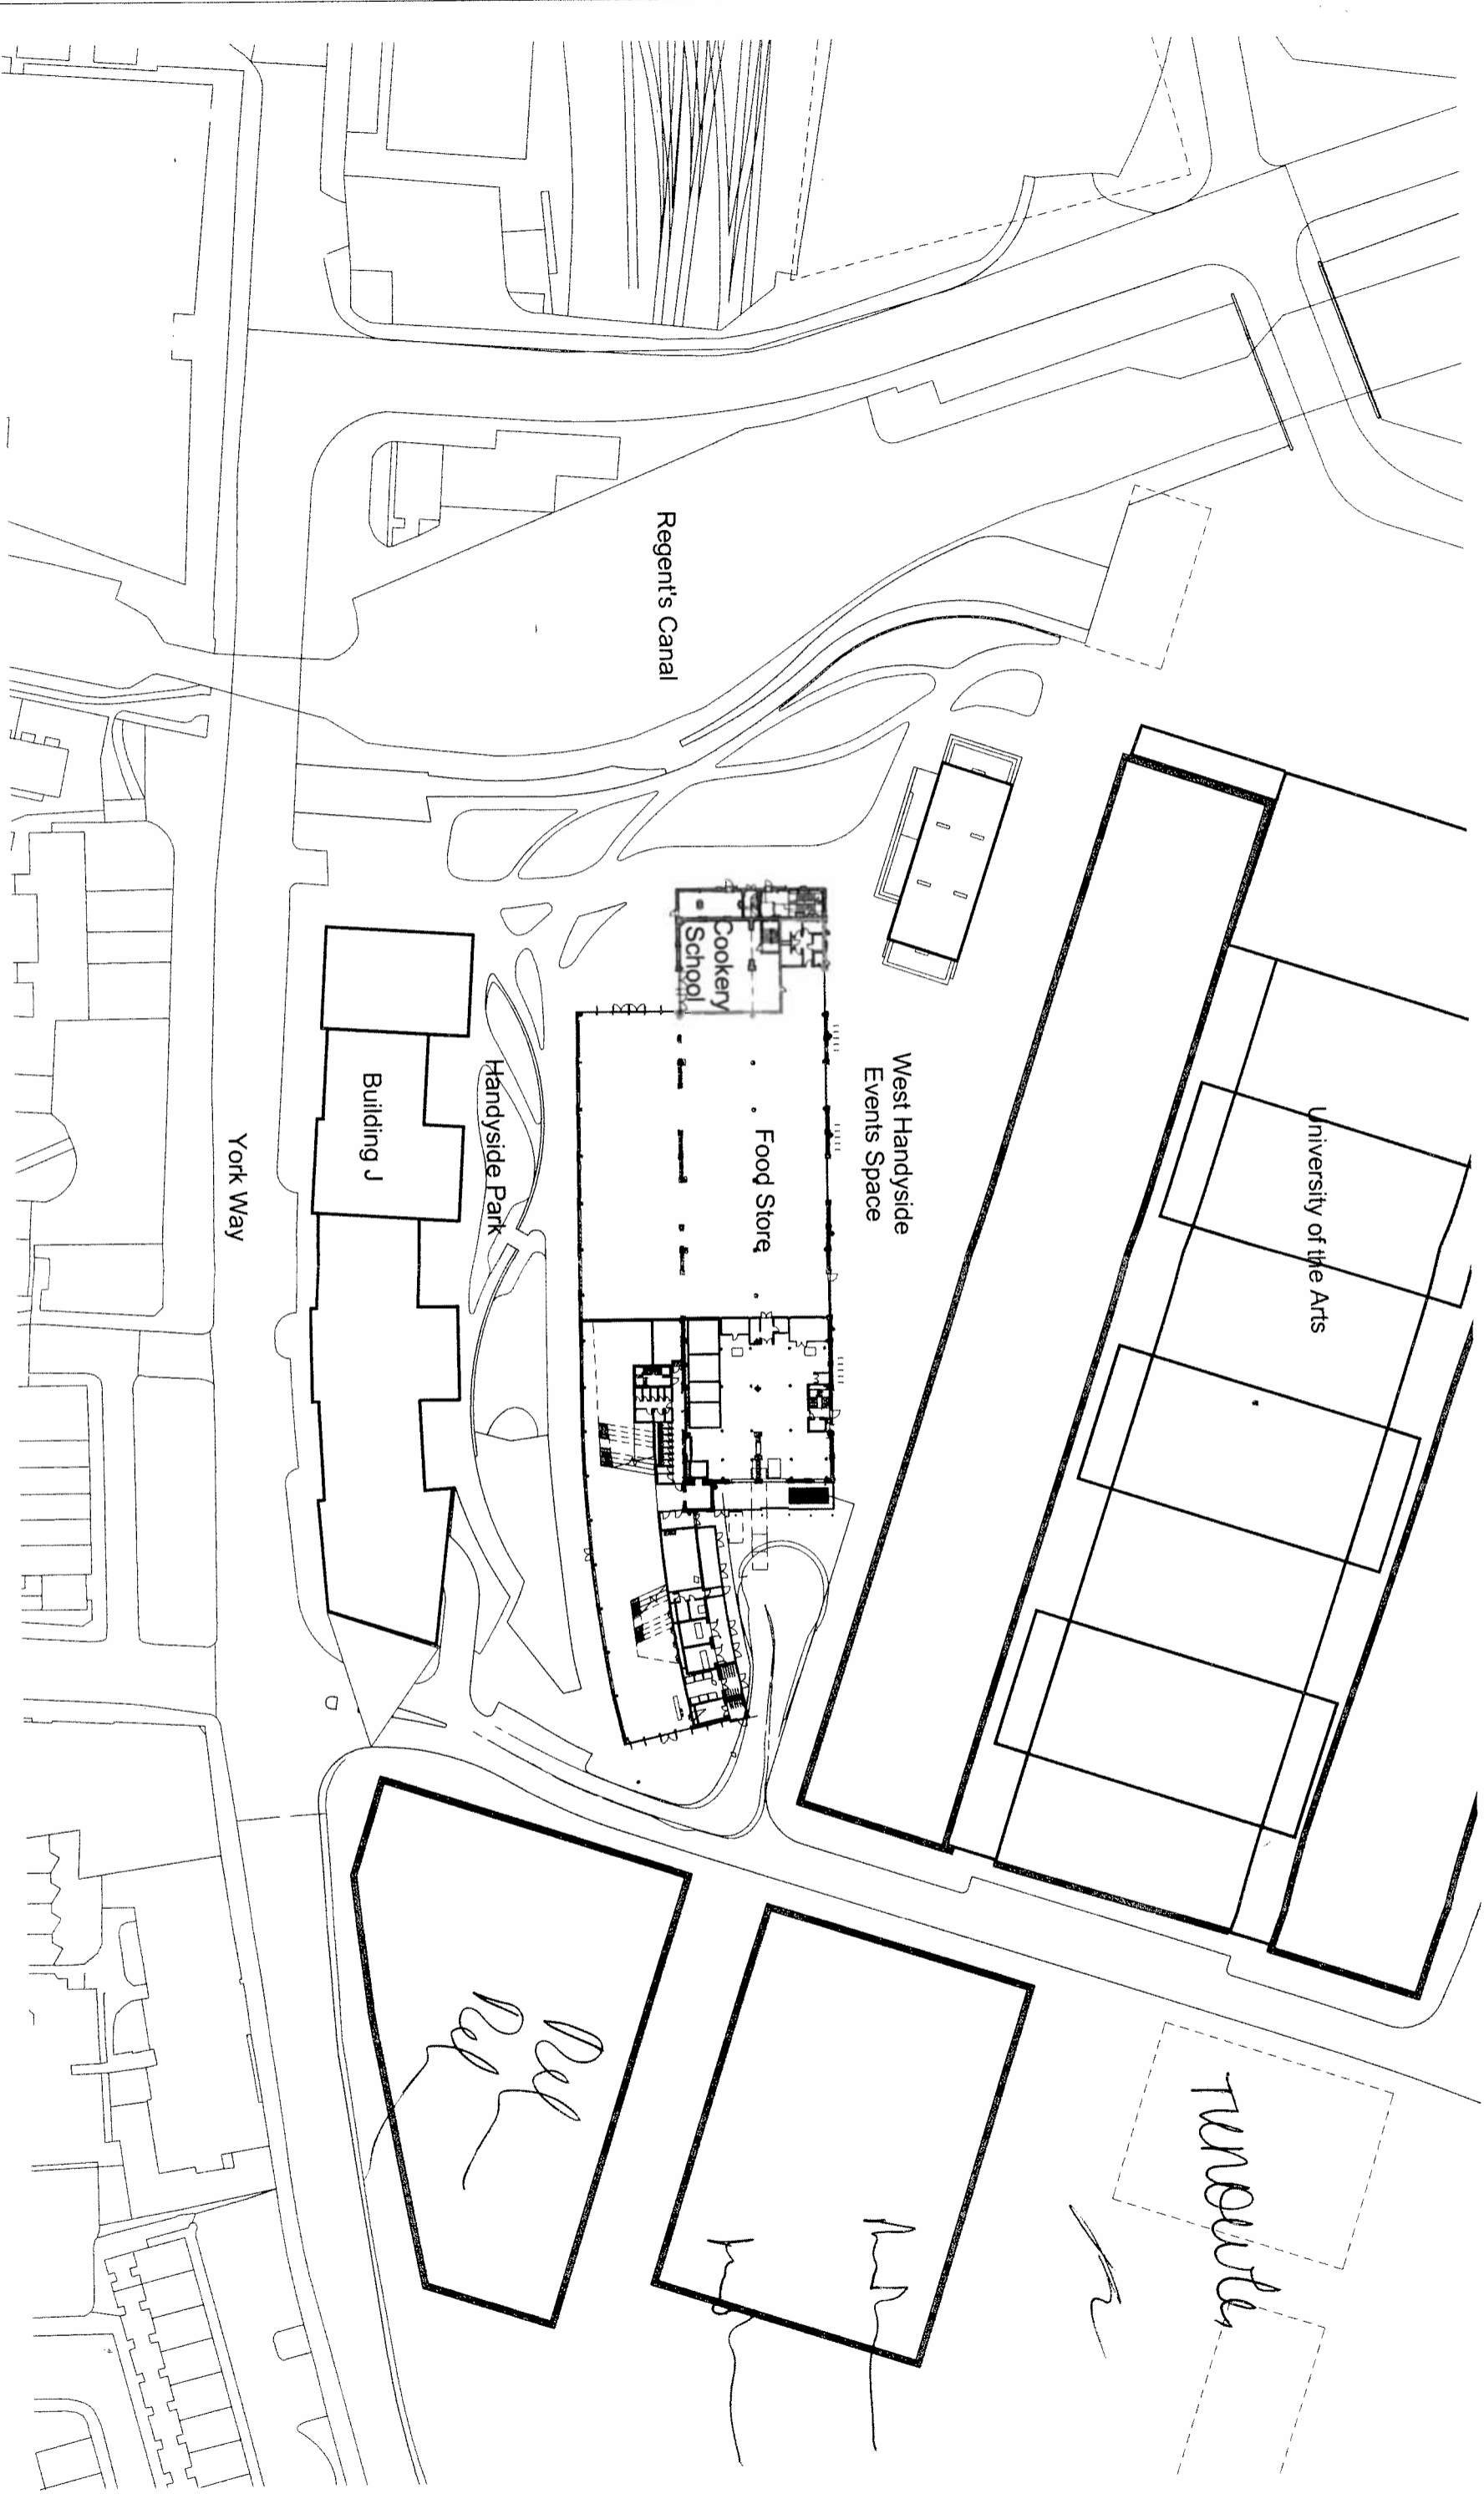 Regent's Canal
Cookery
School
West Handyside
Events Space
Food Store
University of the Arts
Handyside Park
Building J
York Way